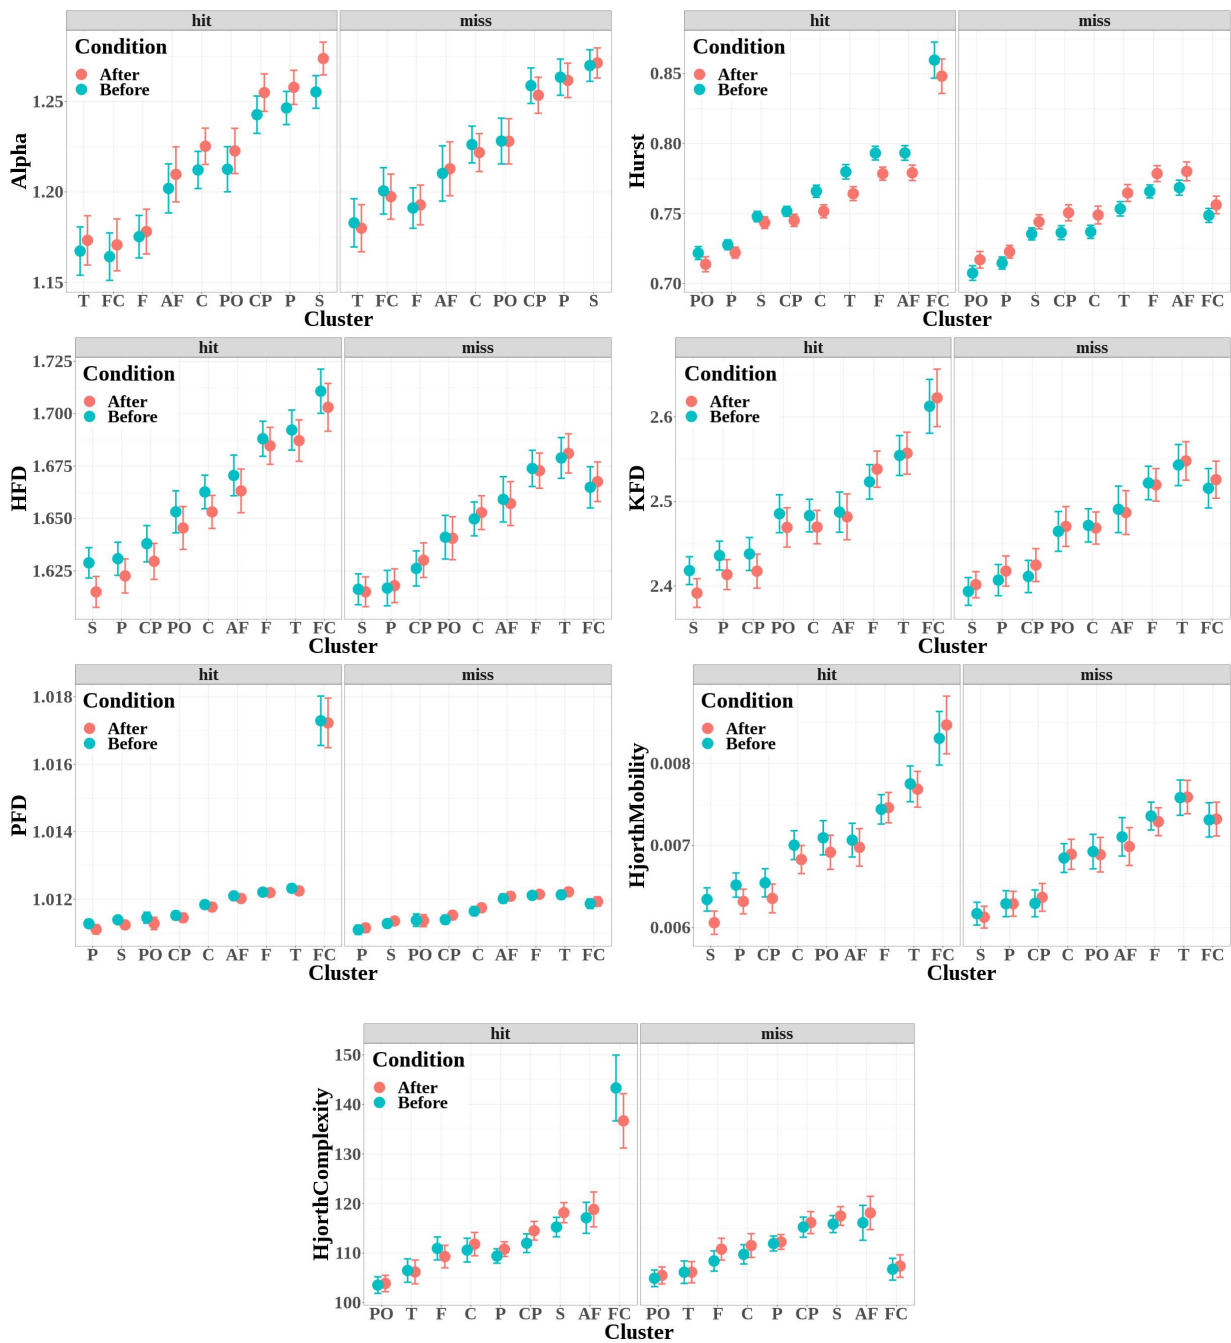 hit miss
Condition
After
Before
Alpha
1.25
1.20
1.15
T FC F AF C PO CP P S
T FC F AF C PO CP P S
Cluster
hit miss
Condition
After
Before
Hurst
0.85
0.80
0.75
0.70
PO P S CP C T F AF FC
PO P S CP C T F AF FC
Cluster
hit miss
Condition
After
Before
HFD
1.725
1.700
1.675
1.650
1.625
S P CP PO C AF F T FC
S P CP PO C AF F T FC
Cluster
hit miss
Condition
After
Before
KFD
2.6
2.5
2.4
S P CP PO C AF F T FC
S P CP PO C AF F T FC
Cluster
hit miss
Condition
After
Before
PFD
1.018
1.016
1.014
1.012
P S PO CP C AF F T FC
P S PO CP C AF F T FC
Cluster
hit miss
Condition
After
Before
HjorthMobility
0.008
0.007
0.006
S P CP C PO AF F T FC
S P CP C PO AF F T FC
Cluster
hit miss
Condition
After
Before
HjorthComplexity
150
140
130
120
110
100
PO T F C P CP S AF FC
PO T F C P CP S AF FC
Cluster